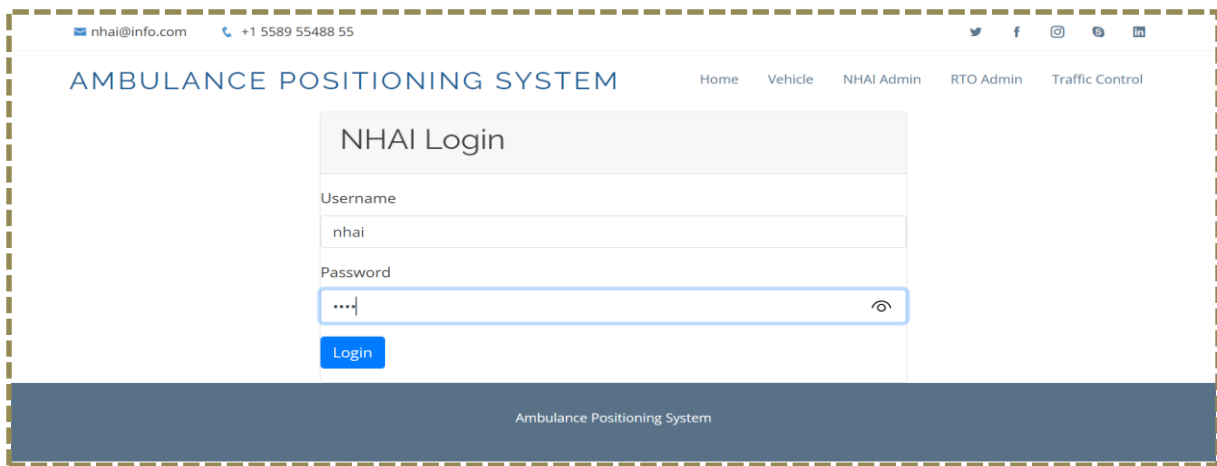 nhai@info.com +1 5589 55488 55
AMBULANCE POSITIONING SYSTEM Home Vehicle NHAI Admin RTO Admin Traffic Control
NHAI Login
Username
nhai
Password
••••
Login
Ambulance Positioning System